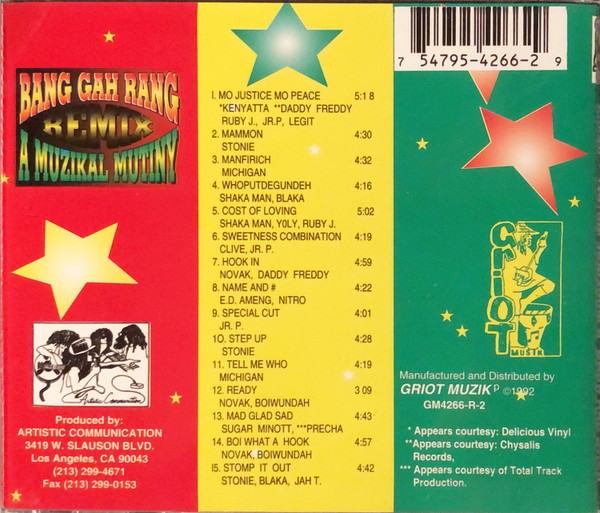 BANG GAH RANG
REMIX
A MUZIKAL MUTINY
Artistic Communication
Produced by:
ARTISTIC COMMUNICATION
3419 W. SLAUSON BLVD.
Los Angeles, CA 90043
(213) 299-4671
Fax (213) 299-0153
1. MO JUSTICE MO PEACE 5:1 8
*KENYATTA **DADDY FREDDY
RUBY J., JR.P, LEGIT
2. MAMMON 4:30
STONIE
3. MANFIRICH 4:32
MICHIGAN
4. WHOPUTDEGUNDEH 4:16
SHAKA MAN, BLAKA
5. COST OF LOVING 5:02
SHAKA MAN, YOLY, RUBY J.
6. SWEETNESS COMBINATION 4:19
CLIVE, JR. P.
7. HOOK IN 4:59
NOVAK, DADDY FREDDY
8. NAME AND # 4:22
E.D. AMENG, NITRO
9. SPECIAL CUT 4:01
JR. P.
10. STEP UP 4:28
STONIE
11. TELL ME WHO 4:19
MICHIGAN
12. READY 3 09
NOVAK, BOIWUNDAH
13. MAD GLAD SAD 4:43
SUGAR MINOTT, ***PRECHA
14. BOI WHAT A HOOK 4:57
NOVAK, BOIWUNDAH
15. STOMP IT OUT 4:42
STONIE, BLAKA, JAH T.
7 54795-4266-2 9
GRIOT
MUSIK
Manufactured and Distributed by
GRIOT MUZIK ℗ ©1992
GM4266-R-2
* Appears courtesy: Delicious Vinyl
**Appears courtesy: Chysalis
Records,
*** Appears courtesy of Total Track
Production.